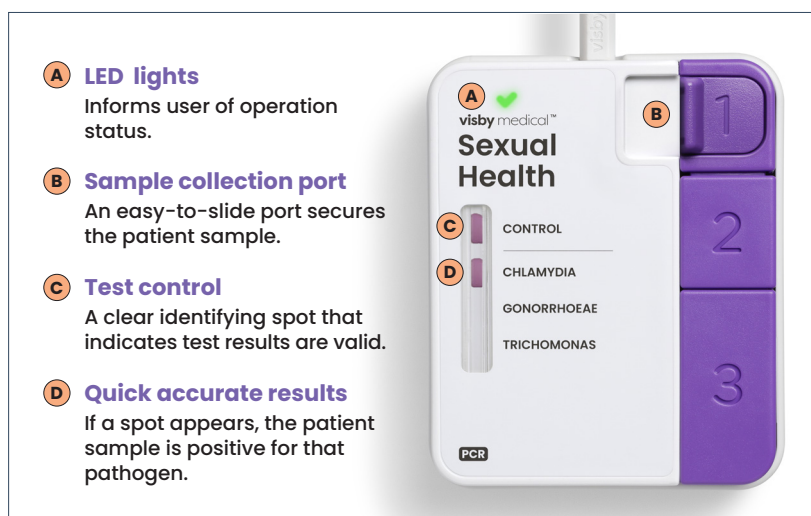 A LED lights
Informs user of operation
status.
B Sample collection port
An easy-to-slide port secures
the patient sample.
C Test control
A clear identifying spot that
indicates test results are valid.
D Quick accurate results
If a spot appears, the patient
sample is positive for that
pathogen.
visby
A
visby medical™
Sexual
Health
B
1
2
3
C CONTROL
D CHLAMYDIA
GONORRHOEAE
TRICHOMONAS
PCR